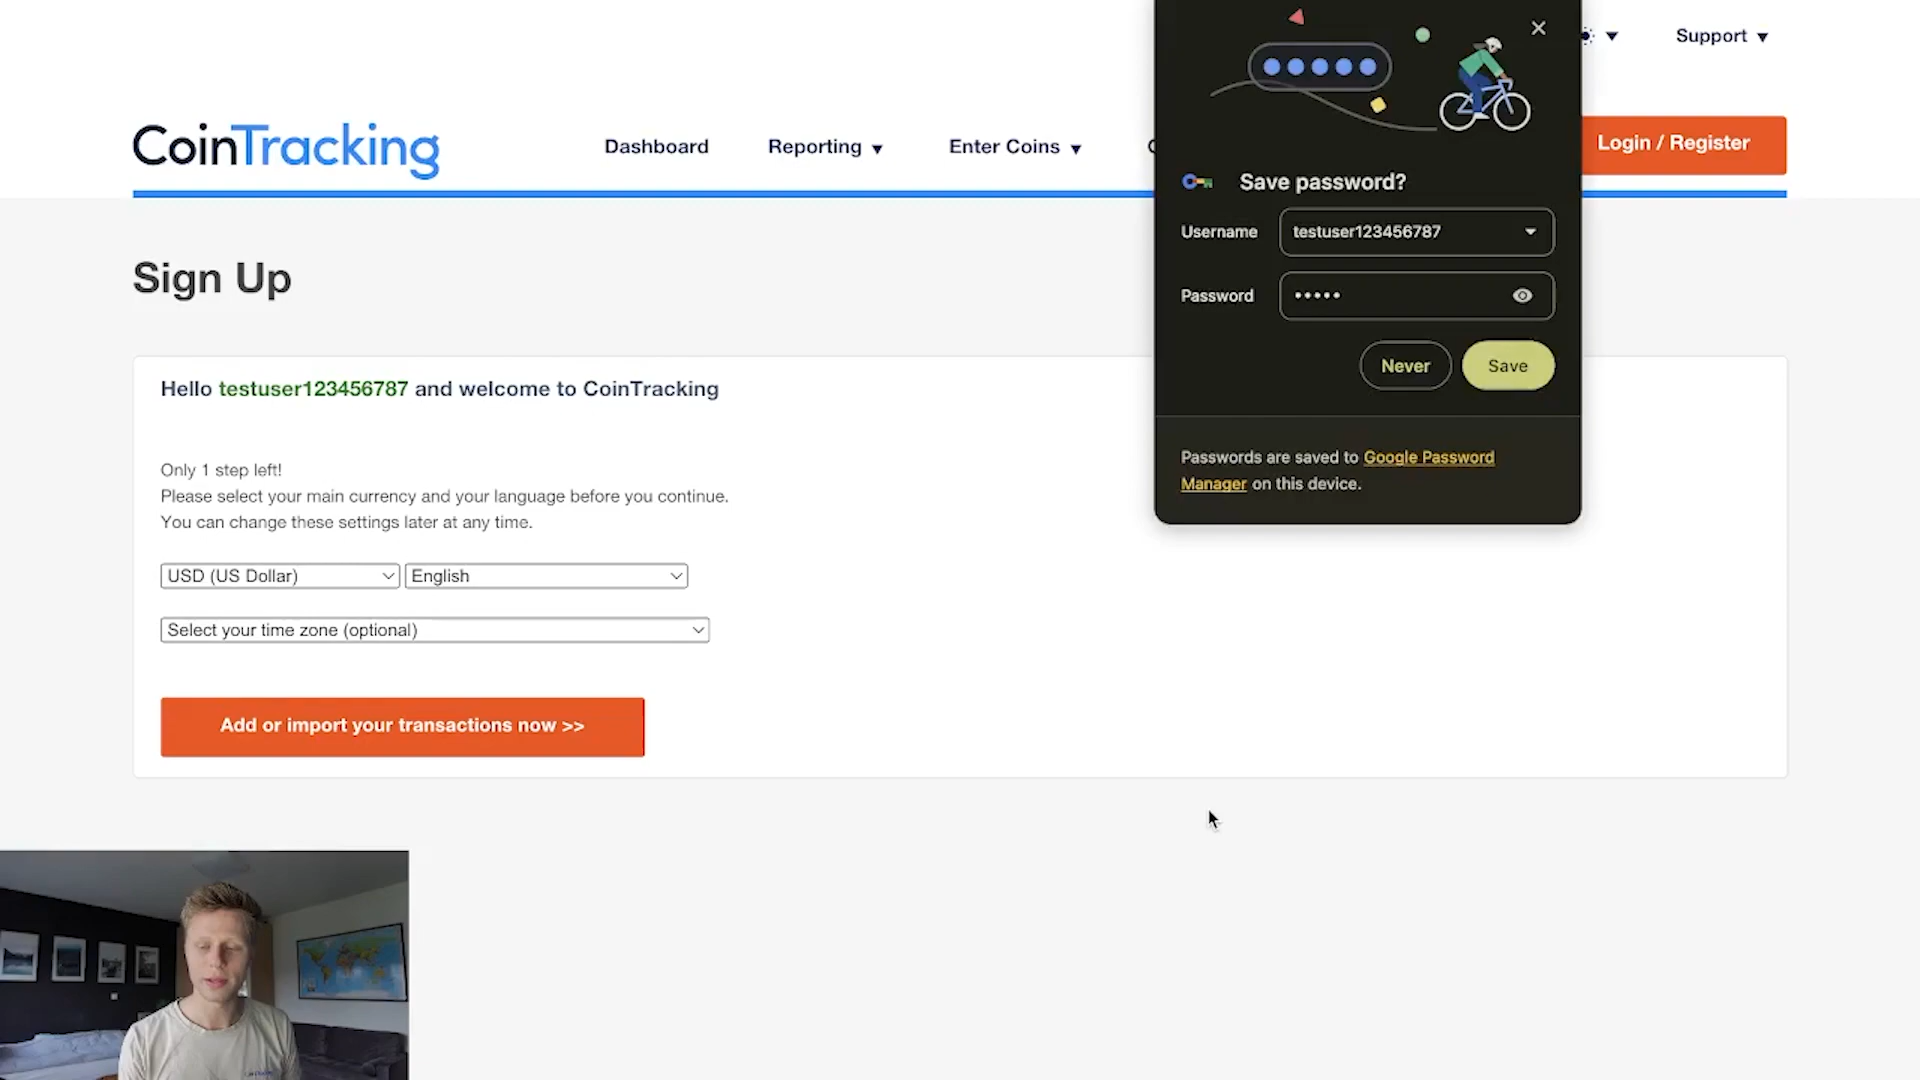 Support
CoinTracking
Dashboard
Reporting
Enter Coins
Login / Register
Save password?
Username
testuser123456787
Password
•••••
Never
Save
Passwords are saved to Google Password
Manager on this device.
Sign Up
Hello testuser123456787 and welcome to CoinTracking
Only 1 step left!
Please select your main currency and your language before you continue.
You can change these settings later at any time.
USD (US Dollar)
English
Select your time zone (optional)
Add or import your transactions now >>